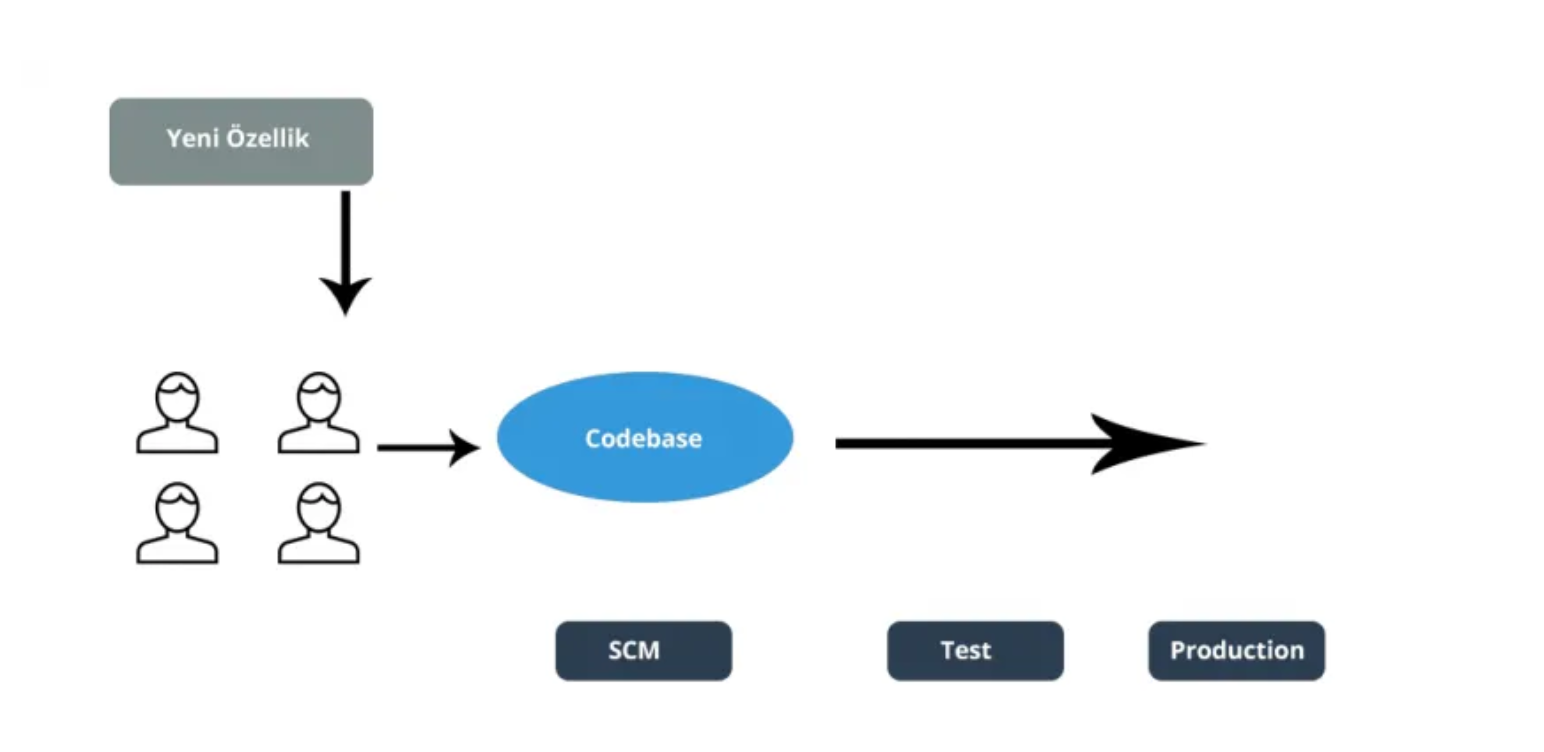 Yeni Özellik
Codebase
SCM
Test
Production